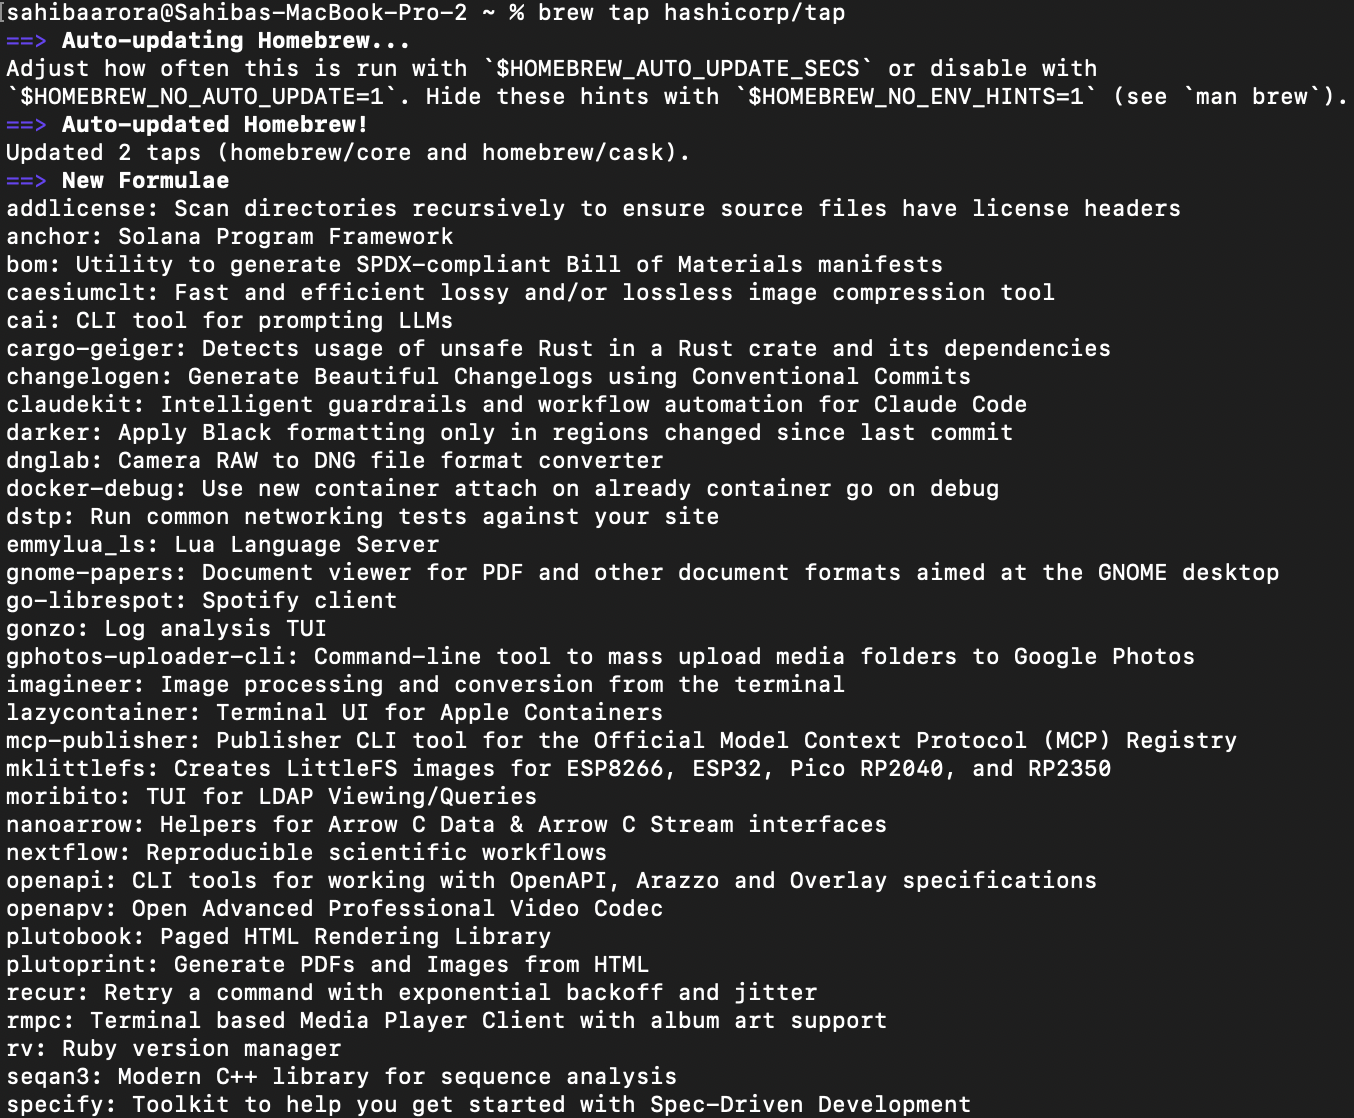 [sahibaarora@Sahibas-MacBook-Pro-2 ~ % brew tap hashicorp/tap
==> Auto-updating Homebrew...
Adjust how often this is run with `$HOMEBREW_AUTO_UPDATE_SECS` or disable with
`$HOMEBREW_NO_AUTO_UPDATE=1`. Hide these hints with `$HOMEBREW_NO_ENV_HINTS=1` (see `man brew`).
==> Auto-updated Homebrew!
Updated 2 taps (homebrew/core and homebrew/cask).
==> New Formulae
addlicense: Scan directories recursively to ensure source files have license headers
anchor: Solana Program Framework
bom: Utility to generate SPDX-compliant Bill of Materials manifests
caesiumclt: Fast and efficient lossy and/or lossless image compression tool
cai: CLI tool for prompting LLMs
cargo-geiger: Detects usage of unsafe Rust in a Rust crate and its dependencies
changelogen: Generate Beautiful Changelogs using Conventional Commits
claudekit: Intelligent guardrails and workflow automation for Claude Code
darker: Apply Black formatting only in regions changed since last commit
dnglab: Camera RAW to DNG file format converter
docker-debug: Use new container attach on already container go on debug
dstp: Run common networking tests against your site
emmylua_ls: Lua Language Server
gnome-papers: Document viewer for PDF and other document formats aimed at the GNOME desktop
go-librespot: Spotify client
gonzo: Log analysis TUI
gphotos-uploader-cli: Command-line tool to mass upload media folders to Google Photos
imagineer: Image processing and conversion from the terminal
lazycontainer: Terminal UI for Apple Containers
mcp-publisher: Publisher CLI tool for the Official Model Context Protocol (MCP) Registry
mklittlefs: Creates LittleFS images for ESP8266, ESP32, Pico RP2040, and RP2350
moribito: TUI for LDAP Viewing/Queries
nanoarrow: Helpers for Arrow C Data & Arrow C Stream interfaces
nextflow: Reproducible scientific workflows
openapi: CLI tools for working with OpenAPI, Arazzo and Overlay specifications
openapv: Open Advanced Professional Video Codec
plutobook: Paged HTML Rendering Library
plutoprint: Generate PDFs and Images from HTML
recur: Retry a command with exponential backoff and jitter
rmpc: Terminal based Media Player Client with album art support
rv: Ruby version manager
seqan3: Modern C++ library for sequence analysis
specify: Toolkit to help you get started with Spec-Driven Development